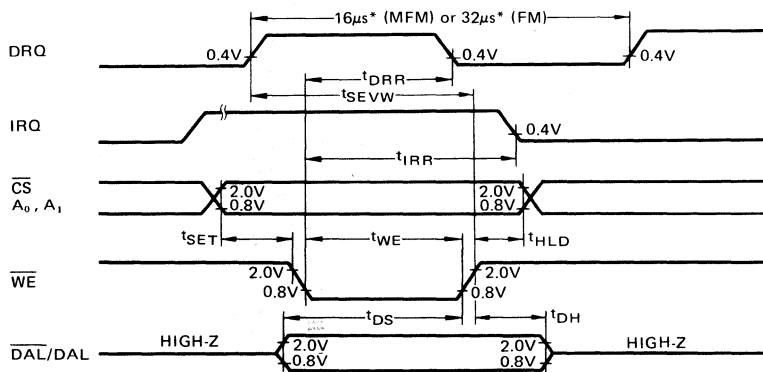 16µs* (MFM) or 32µs* (FM)
DRQ
0.4V
0.4V
0.4V
tDRR
tSEVW
IRQ
0.4V
tIRR
CS
A0, A1
2.0V
0.8V
2.0V
0.8V
tSET
tWE
tHLD
WE
2.0V
0.8V
2.0V
0.8V
tDS
tDH
DAL/DAL
HIGH-Z
2.0V
0.8V
2.0V
0.8V
HIGH-Z